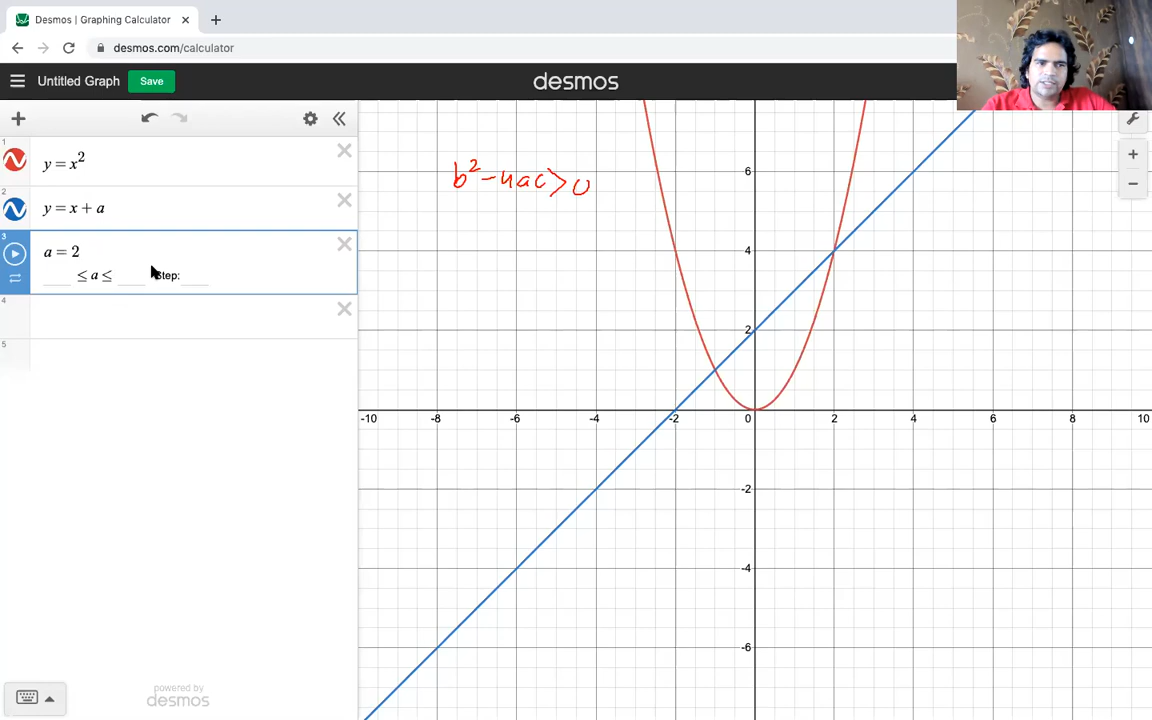 Desmos | Graphing Calculator
desmos.com/calculator
Untitled Graph Save desmos
1
y = x²
2
y = x + a
3
a = 2
≤ a ≤ Step:
4
5
powered by
desmos
b² - 4ac > 0
6
4
2
-10 -8 -6 -4 -2 0 2 4 6 8 10
-2
-4
-6